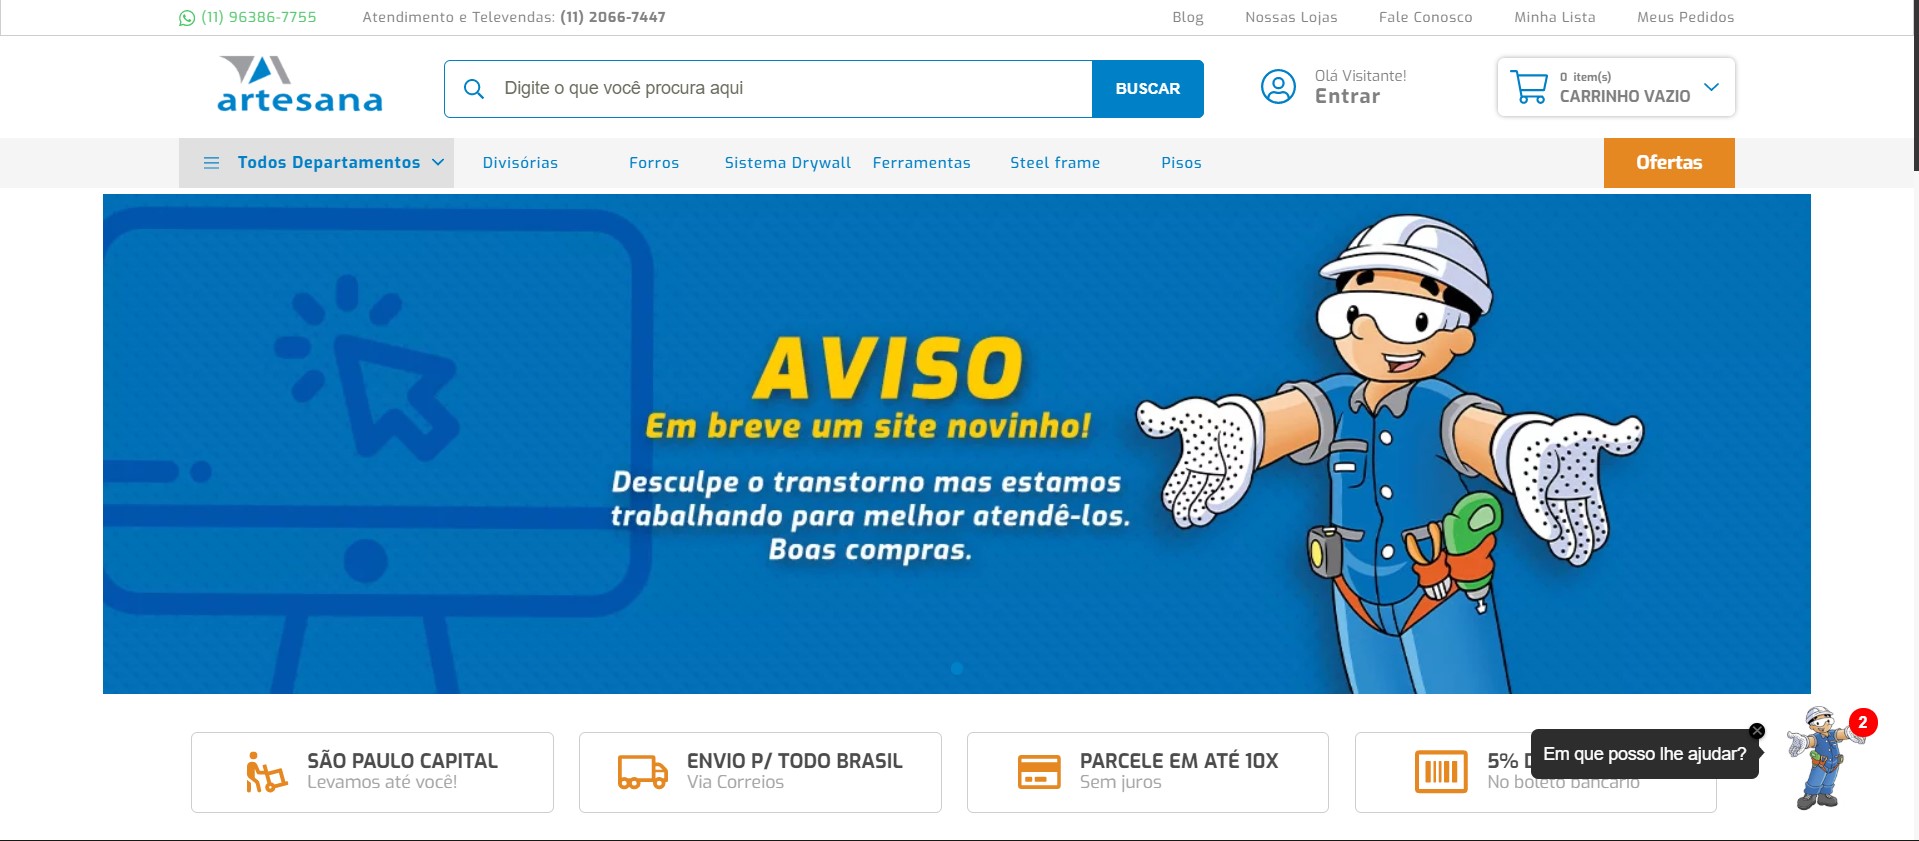 (11) 96386-7755
Atendimento e Televendas: (11) 2066-7447
Blog
Nossas Lojas
Fale Conosco
Minha Lista
Meus Pedidos
artesana
Digite o que você procura aqui
BUSCAR
Olá Visitante!
Entrar
0 item(s)
CARRINHO VAZIO
Todos Departamentos
Divisórias
Forros
Sistema Drywall
Ferramentas
Steel frame
Pisos
Ofertas
AVISO
Em breve um site novinho!
Desculpe o transtorno mas estamos
trabalhando para melhor atendê-los.
Boas compras.
SÃO PAULO CAPITAL
Levamos até você!
ENVIO P/ TODO BRASIL
Via Correios
PARCELE EM ATÉ 10X
Sem juros
5%
No boleto bancário
Em que posso lhe ajudar?
2